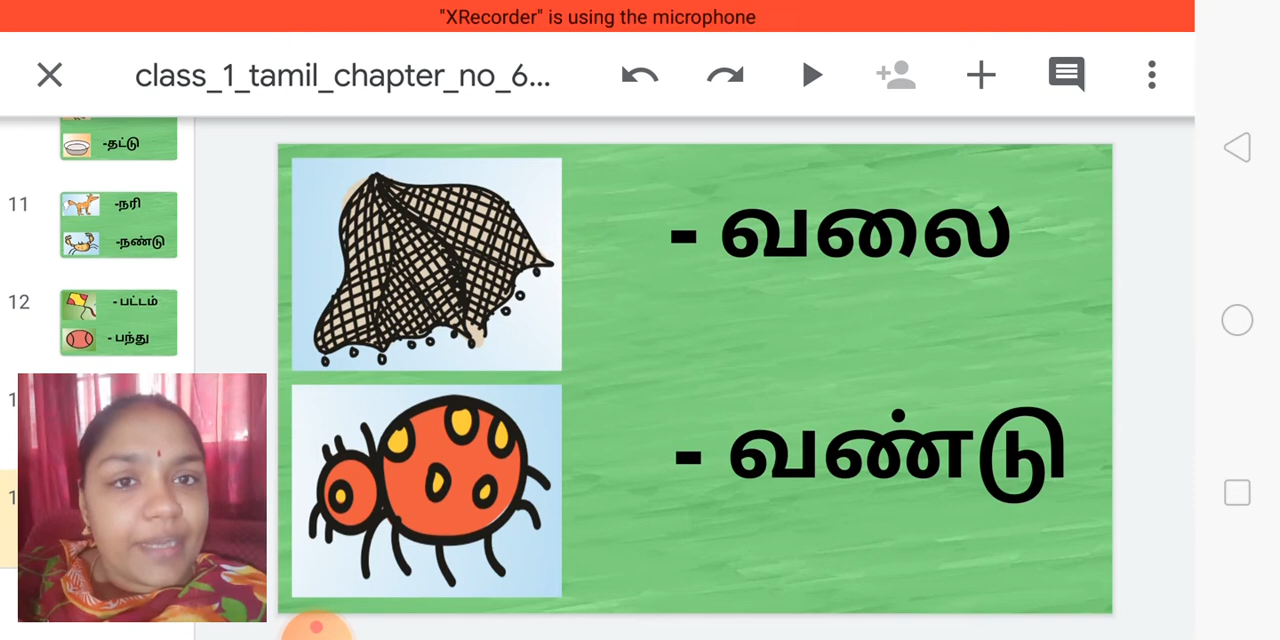 "XRecorder" is using the microphone
class_1_tamil_chapter_no_6...
-தட்டு
11
-நரி
-நண்டு
12
- பட்டம்
- பந்து
- வலை
- வண்டு